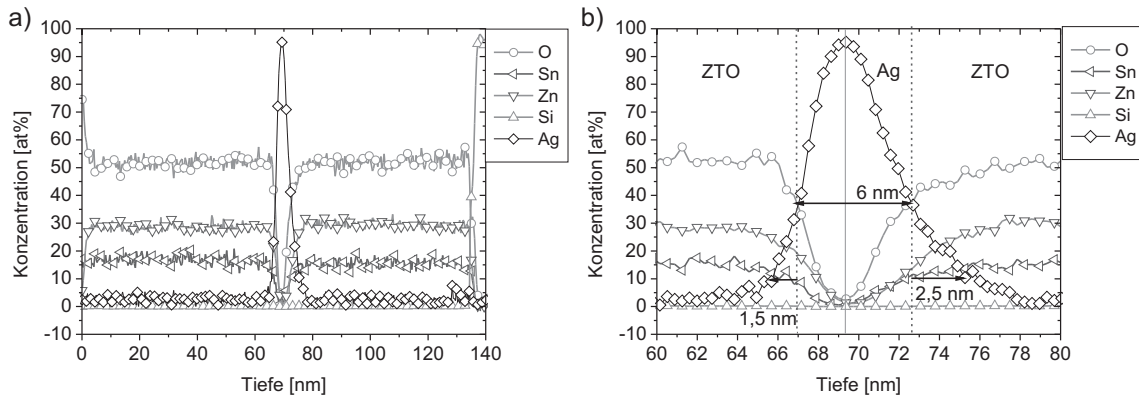 a)
100
90
80
70
60
50
40
30
20
10
0
-10
Konzentration [at%]
0 20 40 60 80 100 120 140
Tiefe [nm]
O
Sn
Zn
Si
Ag
b)
100
90
80
70
60
50
40
30
20
10
0
-10
Konzentration [at%]
ZTO Ag ZTO
6 nm
2,5 nm
1,5 nm
60 62 64 66 68 70 72 74 76 78 80
Tiefe [nm]
O
Sn
Zn
Si
Ag